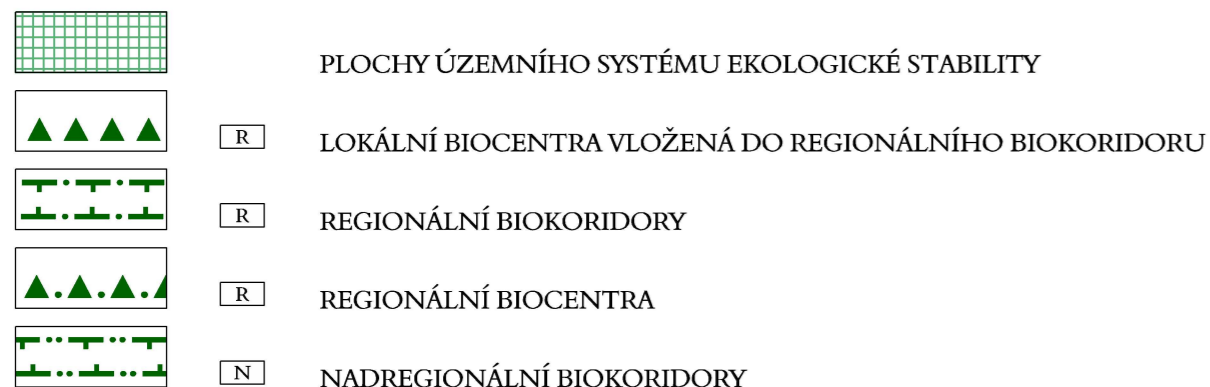 PLOCHY ÚZEMNÍHO SYSTÉMU EKOLOGICKÉ STABILITY
R LOKÁLNÍ BIOCENTRA VLOŽENÁ DO REGIONÁLNÍHO BIOKORIDORU
R REGIONÁLNÍ BIOKORIDORY
R REGIONÁLNÍ BIOCENTRA
N NADREGIONÁLNÍ BIOKORIDORY